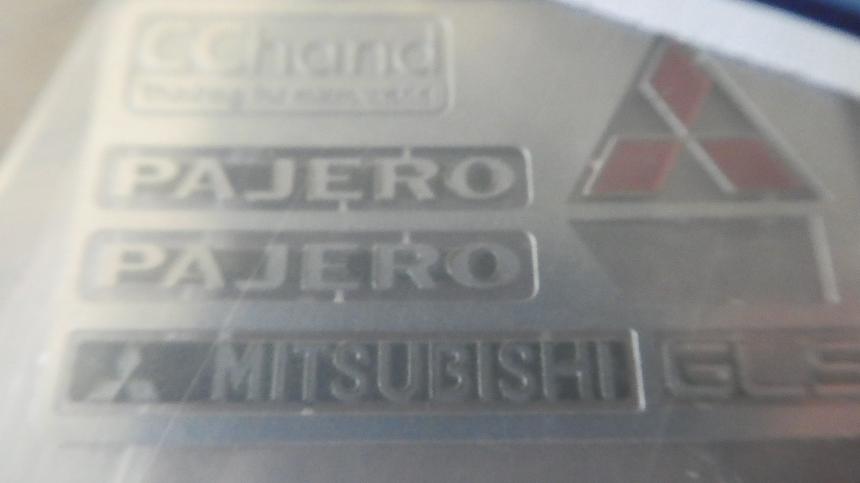 CChand
PAJERO
PAJERO
MITSUBISHI GLS